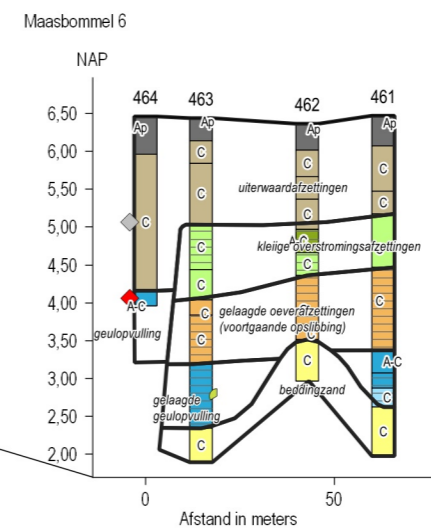 Maasbommel 6
NAP
464 463 462 461
6,50
6,00
5,50
5,00
4,50
4,00
3,50
3,00
2,50
2,00
Ap Ap Ap Ap
C C C C
C C C
uiterwaardafzettingen
C
A-C
kleiige overstromingsafzettingen
C C
C
A-C
C
gelaagde oeverafzettingen
(voortgaande opslibbing)
C
geulopvulling
C C
C
A-C
beddingzand
gelaagde
geulopvulling
C
C
0 50
Afstand in meters